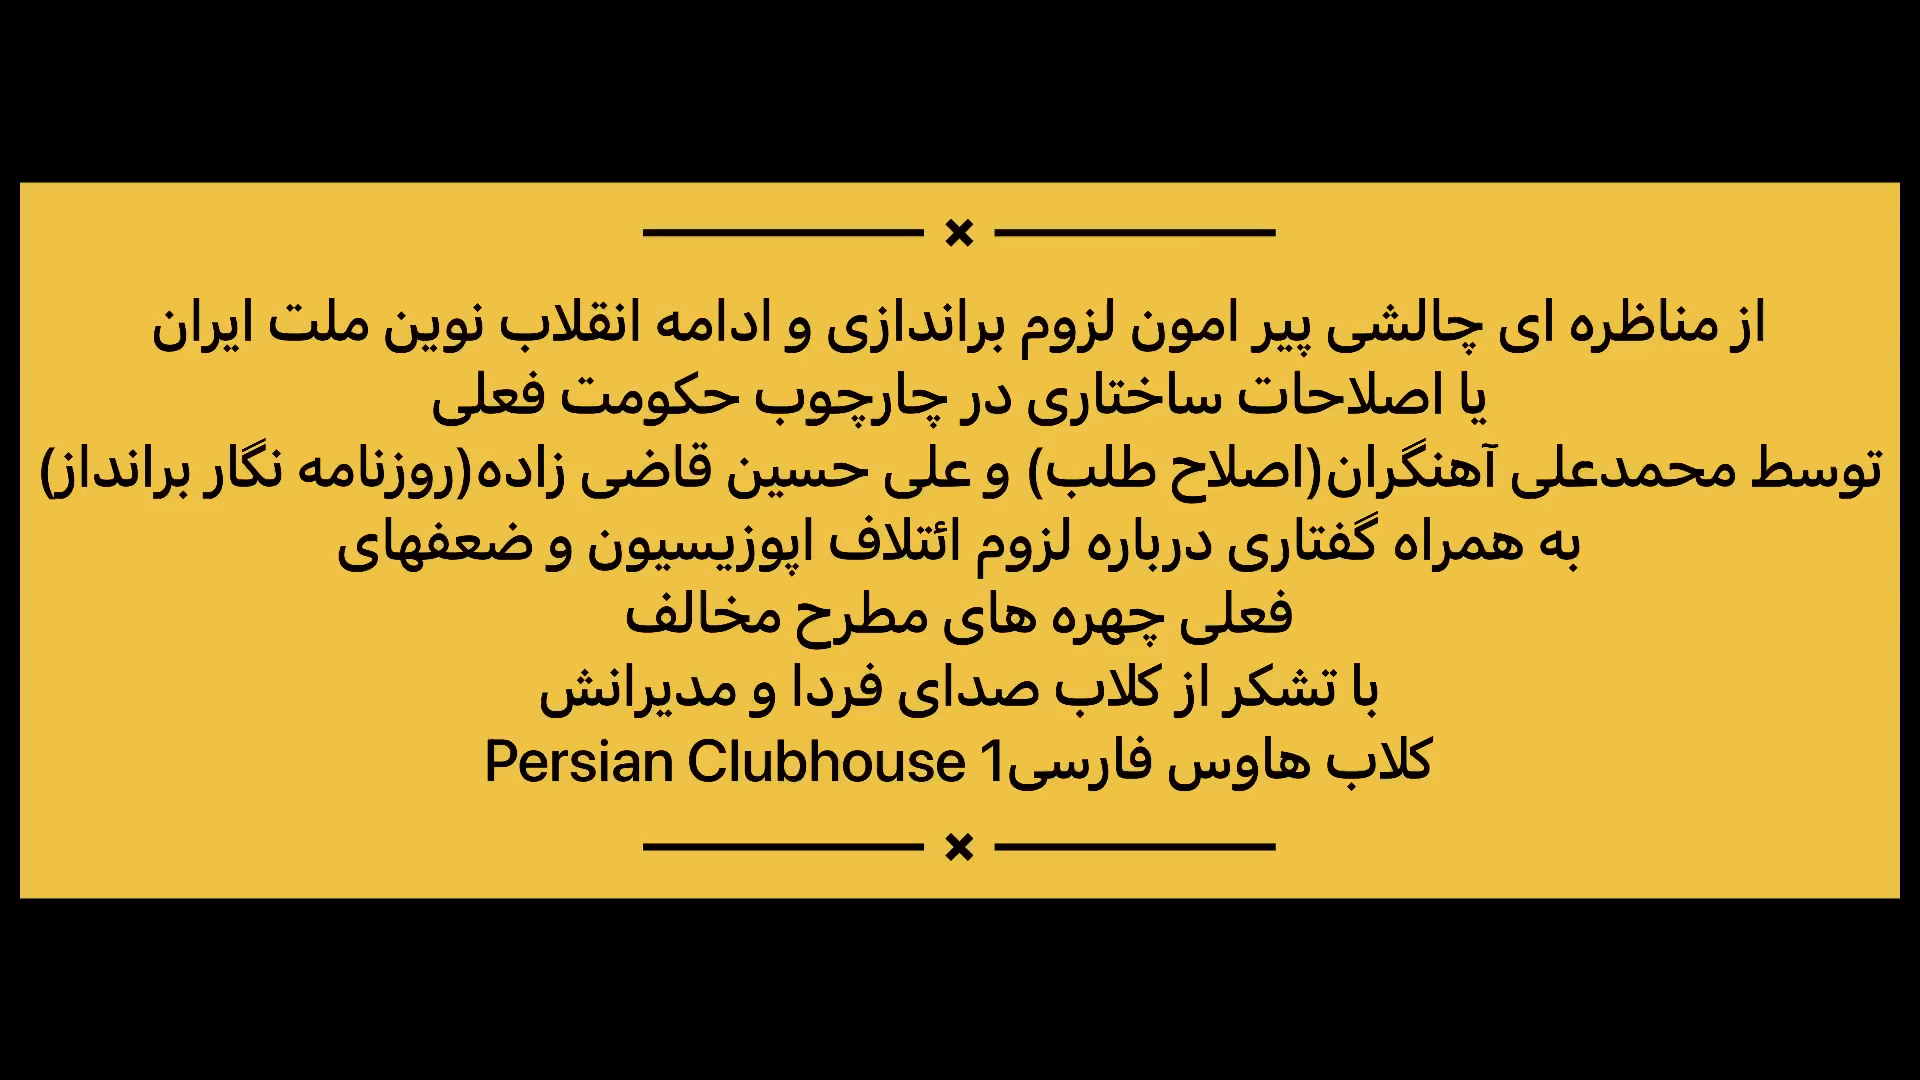 از مناظره ای چالشی پیر امون لزوم براندازی و ادامه انقلاب نوین ملت ایران
یا اصلاحات ساختاری در چارچوب حکومت فعلی
توسط محمدعلی آهنگران(اصلاح طلب) و علی حسین قاضی زاده(روزنامه نگار برانداز)
به همراه گفتاری درباره لزوم ائتلاف اپوزیسیون و ضعفهای
فعلی چهره های مطرح مخالف
با تشکر از کلاب صدای فردا و مدیرانش
کلاب هاوس فارسی1 Persian Clubhouse